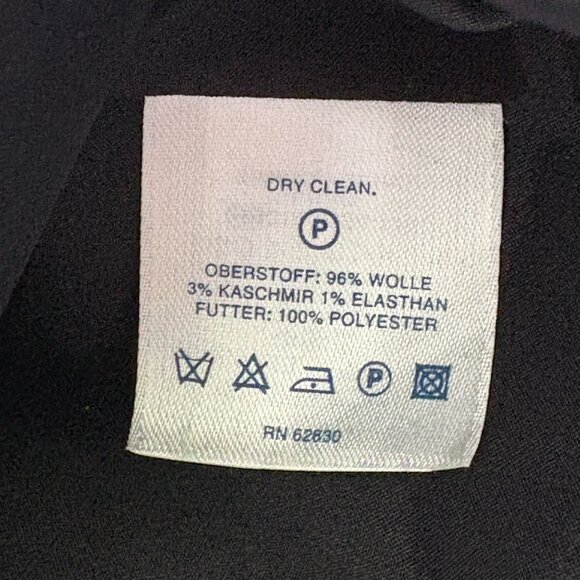 DRY CLEAN.
P
OBERSTOFF: 96% WOLLE
3% KASCHMIR 1% ELASTHAN
FUTTER: 100% POLYESTER
P
RN 62830